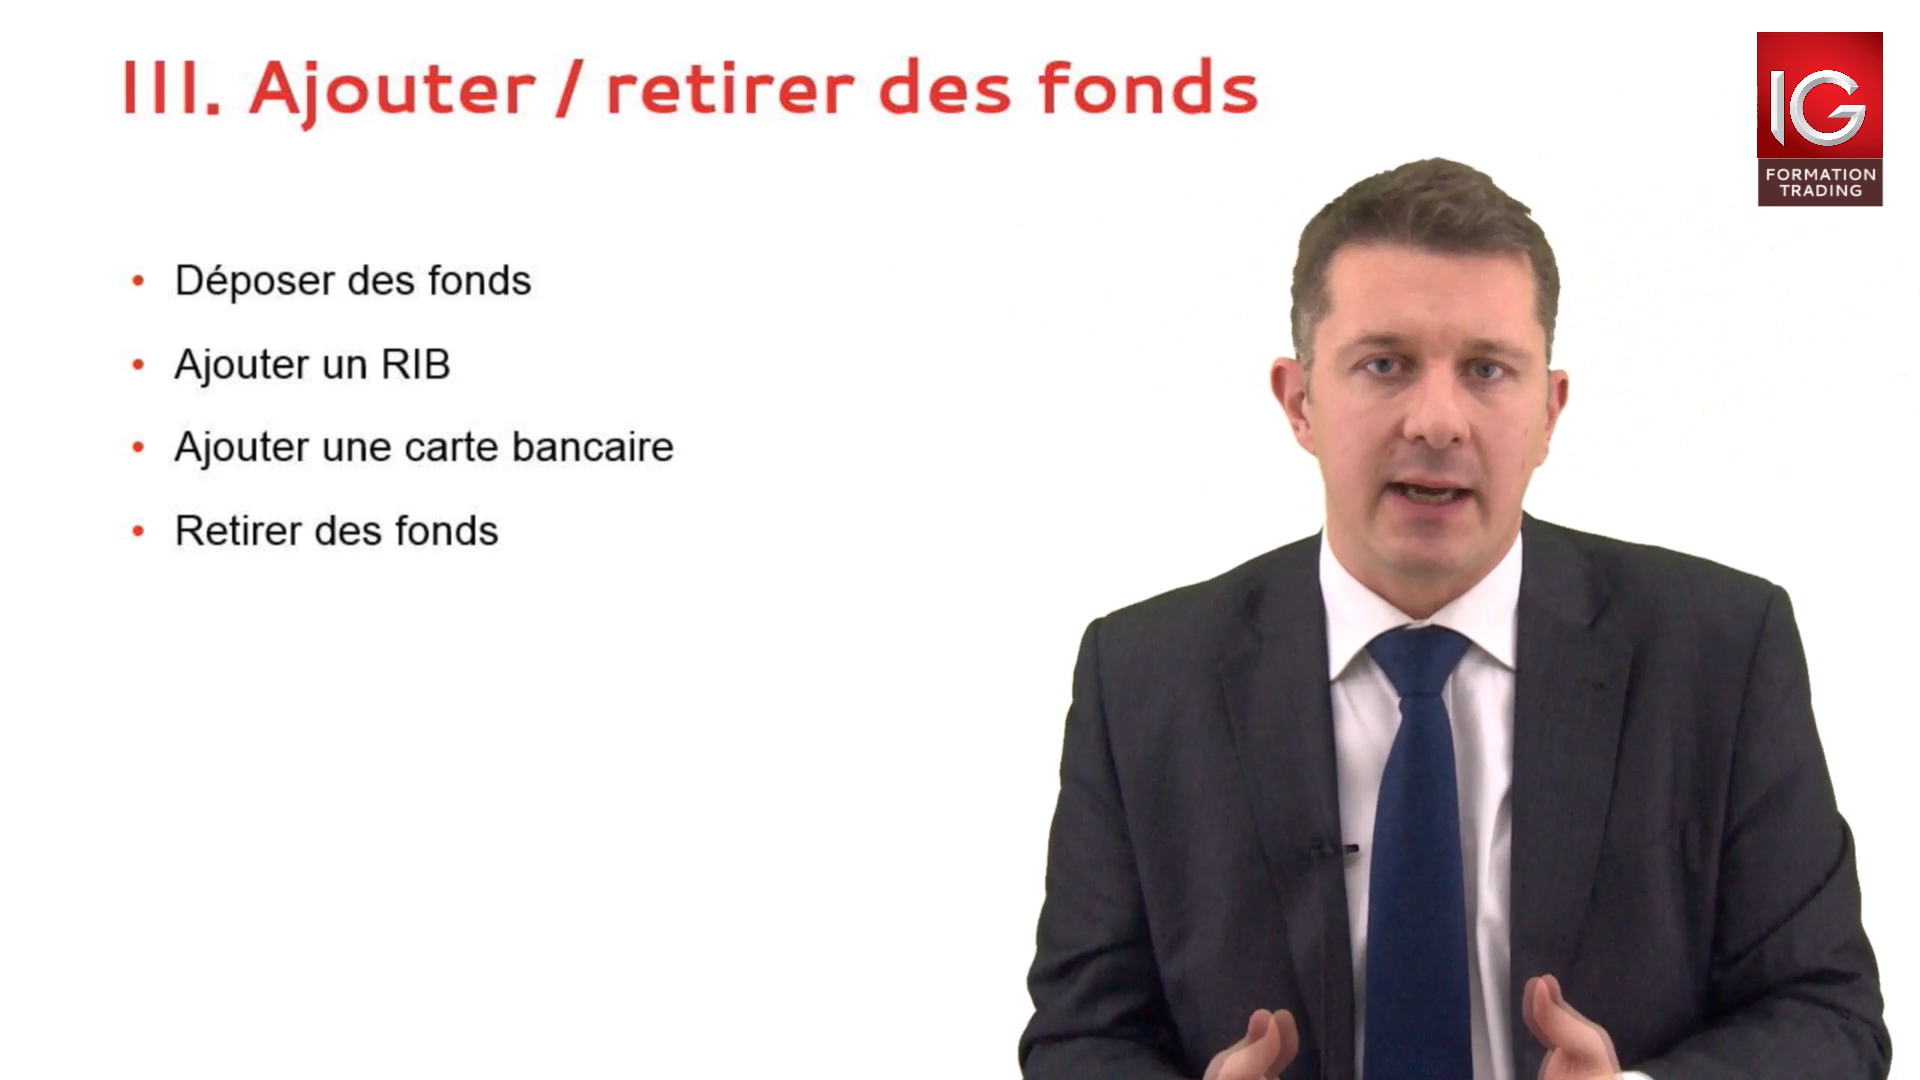 III. Ajouter / retirer des fonds
IG
FORMATION
TRADING
• Déposer des fonds
• Ajouter un RIB
• Ajouter une carte bancaire
• Retirer des fonds